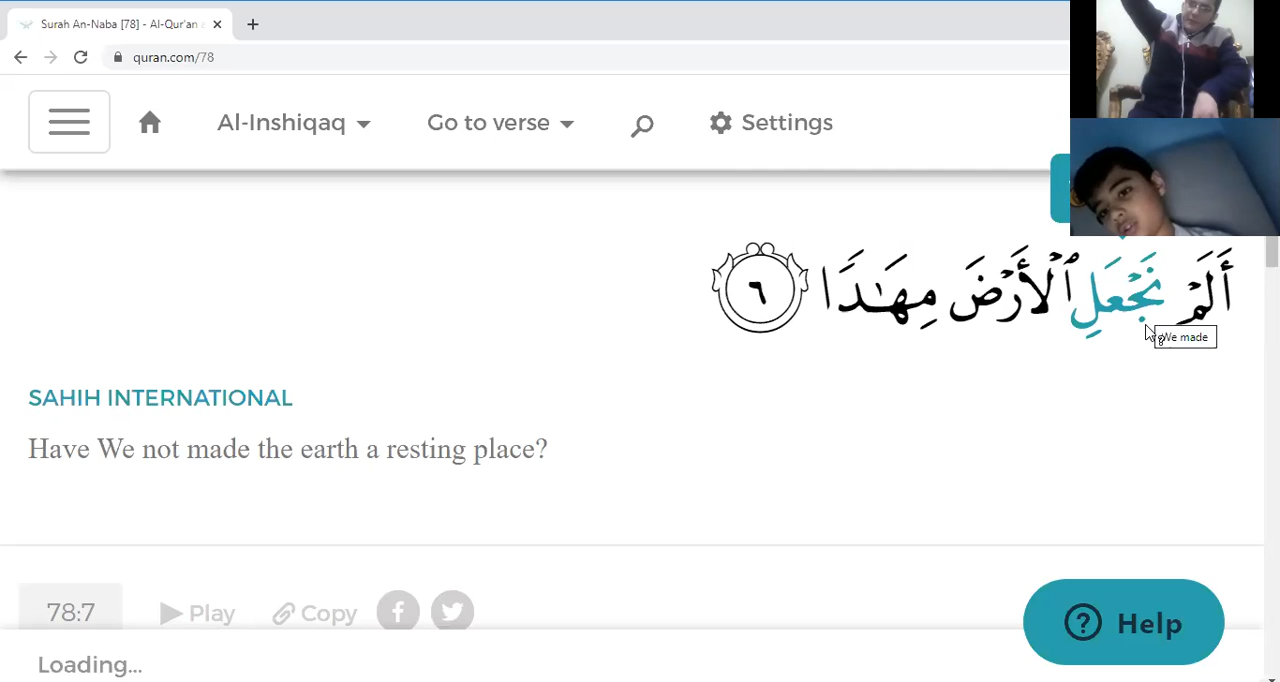 Surah An-Naba [78] - Al-Qur'an a
quran.com/78
Al-Inshiqaq Go to verse Settings
أَلَمۡ نَجۡعَلِ ٱلۡأَرۡضَ مِهَٰدٗا ٦
We made
SAHIH INTERNATIONAL
Have We not made the earth a resting place?
78:7 Play Copy
Help
Loading...